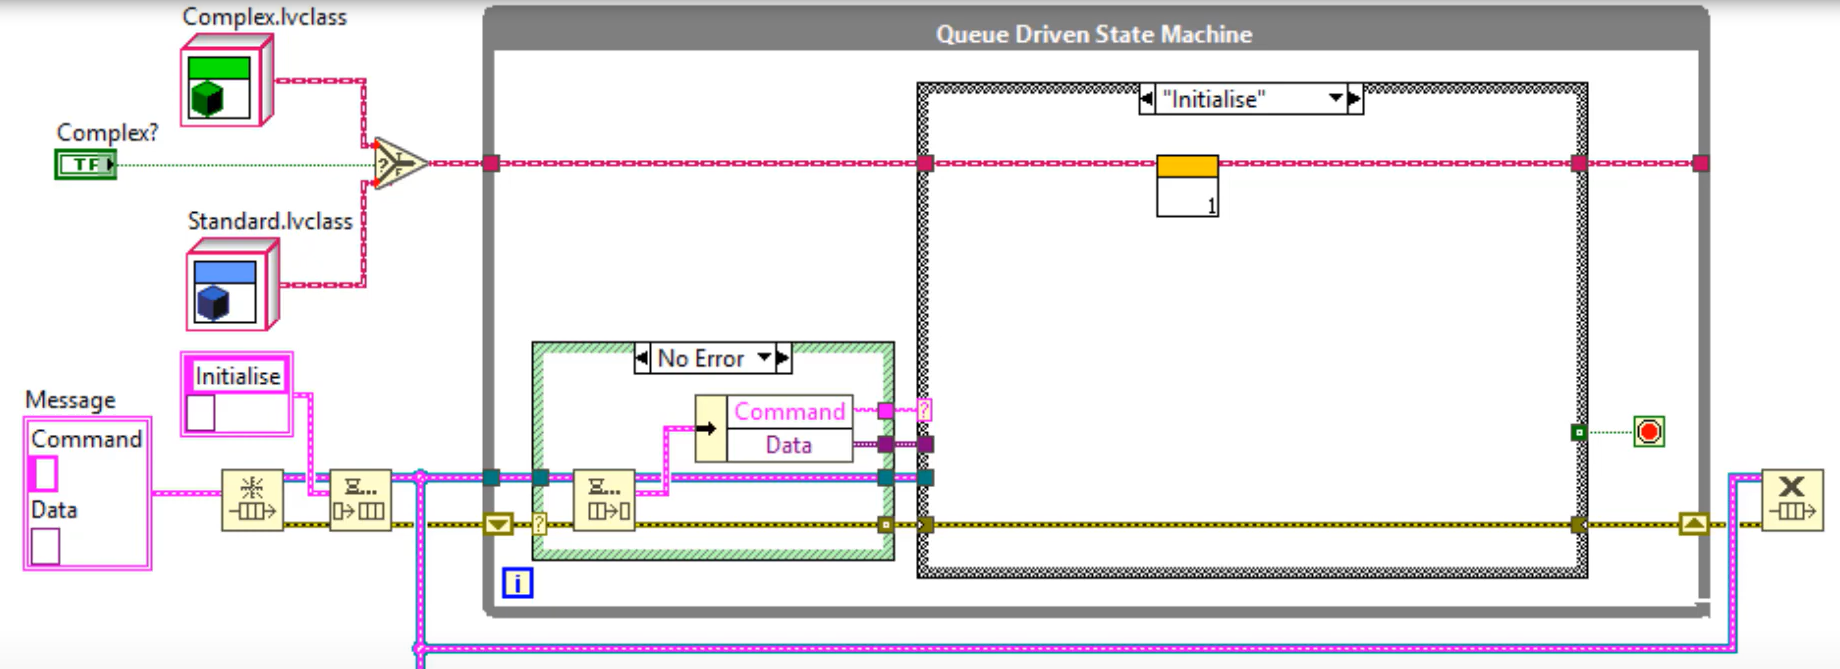 Complex.lvclass
Queue Driven State Machine
"Initialise"
Complex?
TF
?
T
F
1
Standard.lvclass
No Error
Initialise
Message
Command
Data
Command
?
Data
?
i
X